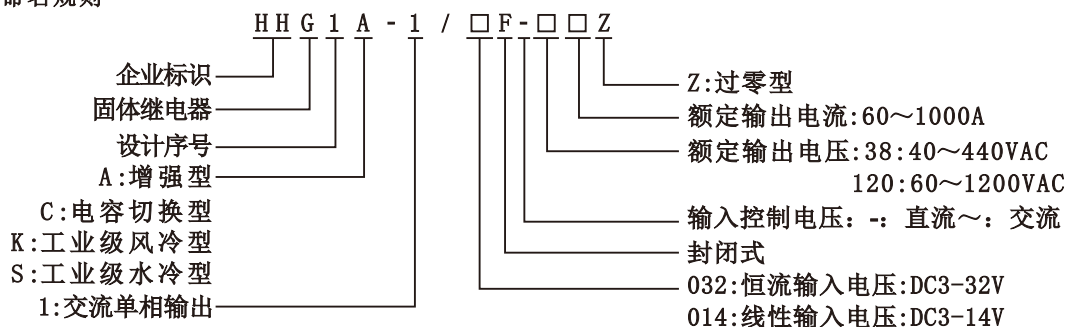 命名规则
HHG1A-1/□F-□□Z
企业标识
固体继电器
设计序号
A:增强型
C:电容切换型
K:工业级风冷型
S:工业级水冷型
1:交流单相输出
Z:过零型
额定输出电流:60～1000A
额定输出电压:38:40～440VAC
120:60～1200VAC
输入控制电压: -: 直流～: 交流
封闭式
032:恒流输入电压:DC3-32V
014:线性输入电压:DC3-14V